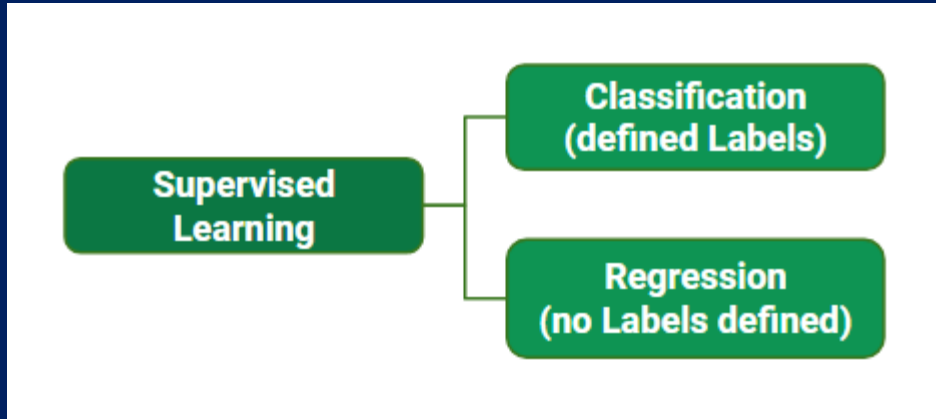 Supervised
Learning
Classification
(defined Labels)
Regression
(no Labels defined)